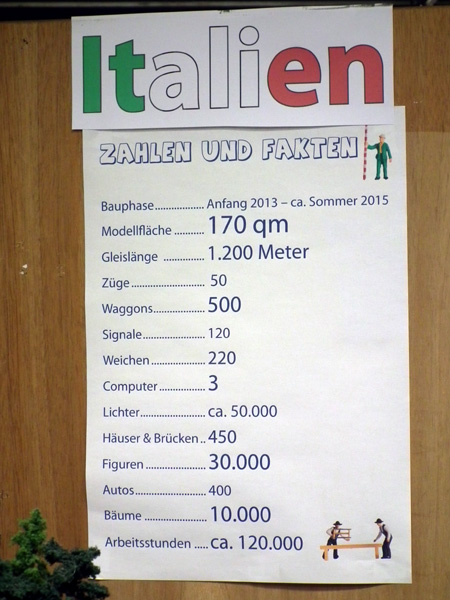 Italien
ZAHLEN UND FAKTEN
Bauphase.................. Anfang 2013 – ca. Sommer 2015
Modellfläche .......... 170 qm
Gleislänge .............. 1.200 Meter
Züge ........................... 50
Waggons................... 500
Signale....................... 120
Weichen.................... 220
Computer................. 3
Lichter........................ ca. 50.000
Häuser & Brücken .. 450
Figuren ...................... 30.000
Autos.......................... 400
Bäume ....................... 10.000
Arbeitsstunden ..... ca. 120.000